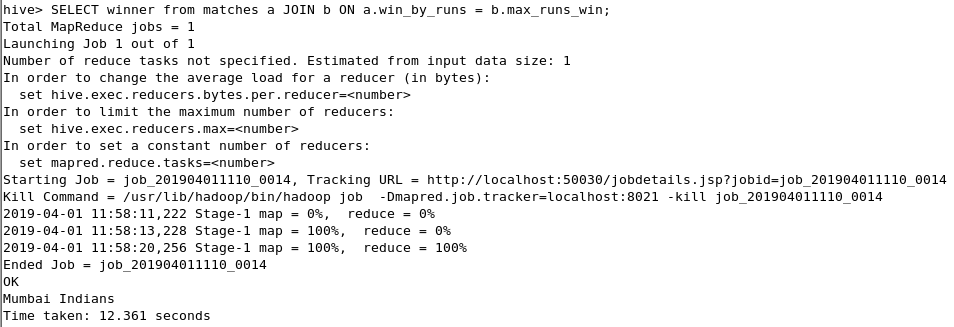 hive> SELECT winner from matches a JOIN b ON a.win_by_runs = b.max_runs_win;
Total MapReduce jobs = 1
Launching Job 1 out of 1
Number of reduce tasks not specified. Estimated from input data size: 1
In order to change the average load for a reducer (in bytes):
  set hive.exec.reducers.bytes.per.reducer=<number>
In order to limit the maximum number of reducers:
  set hive.exec.reducers.max=<number>
In order to set a constant number of reducers:
  set mapred.reduce.tasks=<number>
Starting Job = job_201904011110_0014, Tracking URL = http://localhost:50030/jobdetails.jsp?jobid=job_201904011110_0014
Kill Command = /usr/lib/hadoop/bin/hadoop job  -Dmapred.job.tracker=localhost:8021 -kill job_201904011110_0014
2019-04-01 11:58:11,222 Stage-1 map = 0%,  reduce = 0%
2019-04-01 11:58:13,228 Stage-1 map = 100%,  reduce = 0%
2019-04-01 11:58:20,256 Stage-1 map = 100%,  reduce = 100%
Ended Job = job_201904011110_0014
OK
Mumbai Indians
Time taken: 12.361 seconds